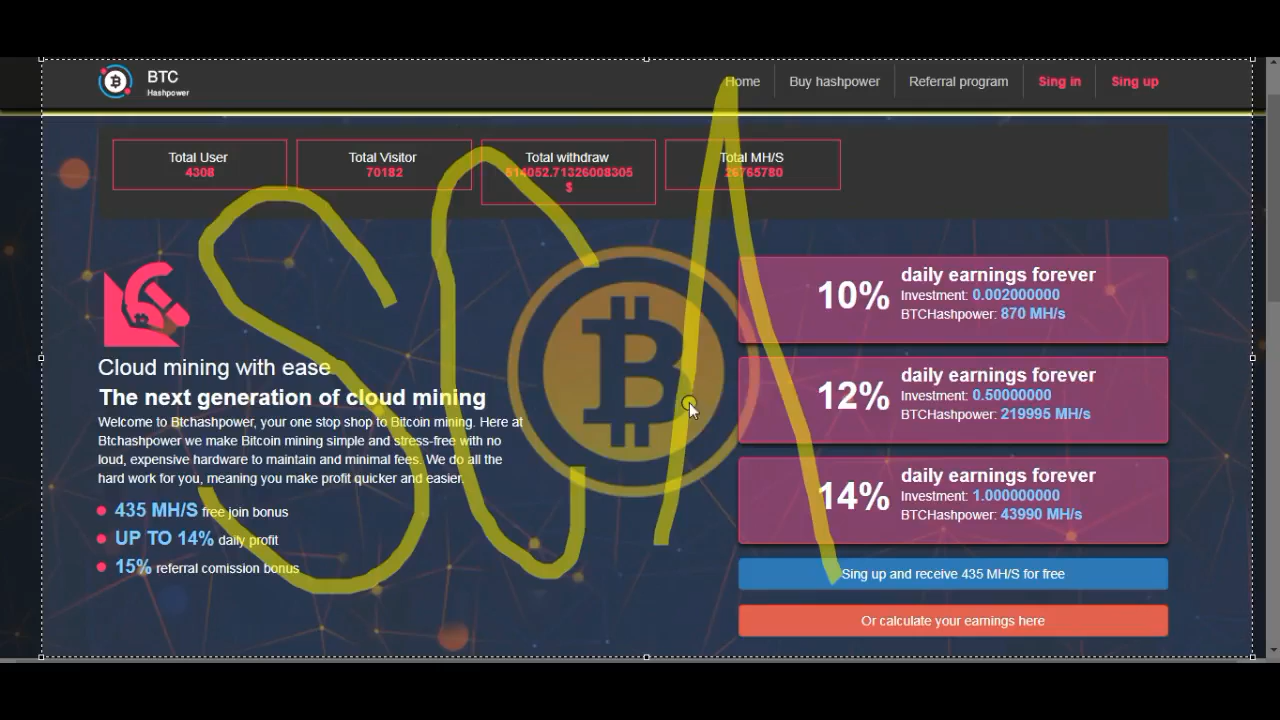 BTC
Hashpower
Home
Buy hashpower
Referral program
Sing in
Sing up
Total User
4308
Total Visitor
70182
Total withdraw
514052.71326008305
$
Total MH/S
26765780
Cloud mining with ease
The next generation of cloud mining
Welcome to Btchashpower, your one stop shop to Bitcoin mining. Here at
Btchashpower we make Bitcoin mining simple and stress-free with no
loud, expensive hardware to maintain and minimal fees. We do all the
hard work for you, meaning you make profit quicker and easier.
435 MH/S free join bonus
UP TO 14% daily profit
15% referral comission bonus
10%
daily earnings forever
Investment: 0.002000000
BTCHashpower: 870 MH/s
12%
daily earnings forever
Investment: 0.50000000
BTCHashpower: 219995 MH/s
14%
daily earnings forever
Investment: 1.000000000
BTCHashpower: 43990 MH/s
Sing up and receive 435 MH/S for free
Or calculate your earnings here